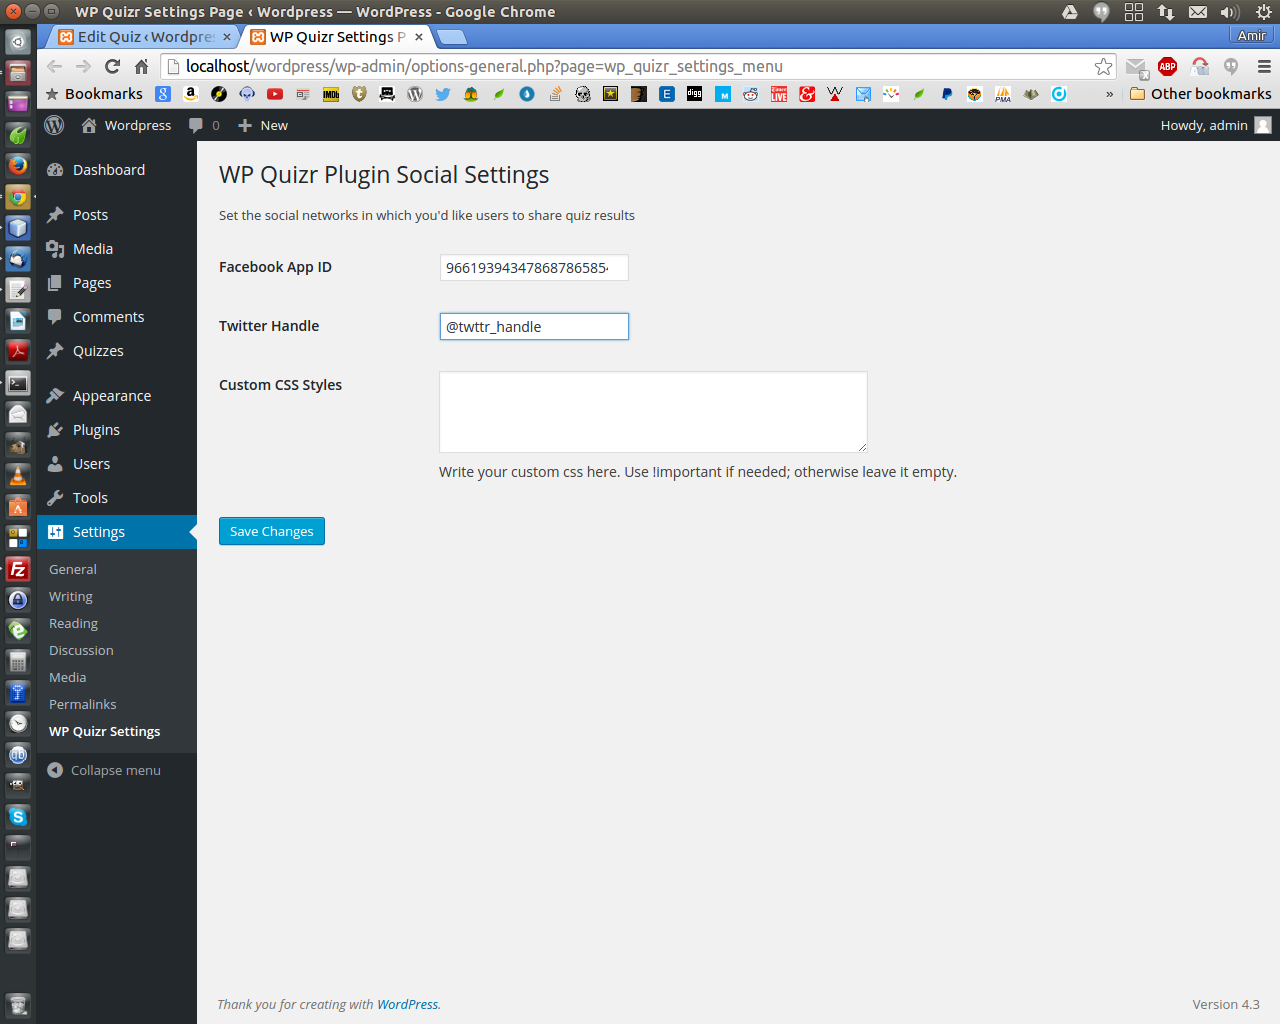 WP Quizr Settings Page ‹ Wordpress — WordPress - Google Chrome
Edit Quiz ‹ Wordpre
WP Quizr Settings P
Amir
localhost/wordpress/wp-admin/options-general.php?page=wp_quizr_settings_menu
Bookmarks
» Other bookmarks
Wordpress 0 New
Howdy, admin
Dashboard
Posts
Media
Pages
Comments
Quizzes
Appearance
Plugins
Users
Tools
Settings
General
Writing
Reading
Discussion
Media
Permalinks
WP Quizr Settings
Collapse menu
WP Quizr Plugin Social Settings
Set the social networks in which you'd like users to share quiz results
Facebook App ID
Twitter Handle
@twttr_handle
Custom CSS Styles
Write your custom css here. Use !important if needed; otherwise leave it empty.
Save Changes
Thank you for creating with WordPress.
Version 4.3